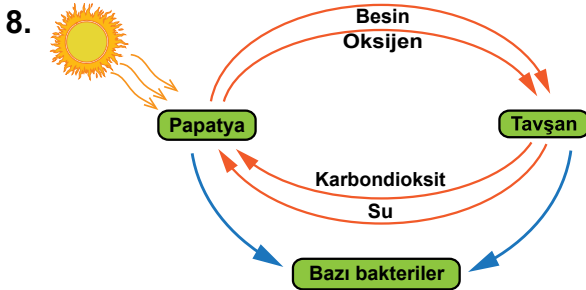 8.
Besin
Oksijen
Papatya
Tavşan
Karbondioksit
Su
Bazı bakteriler